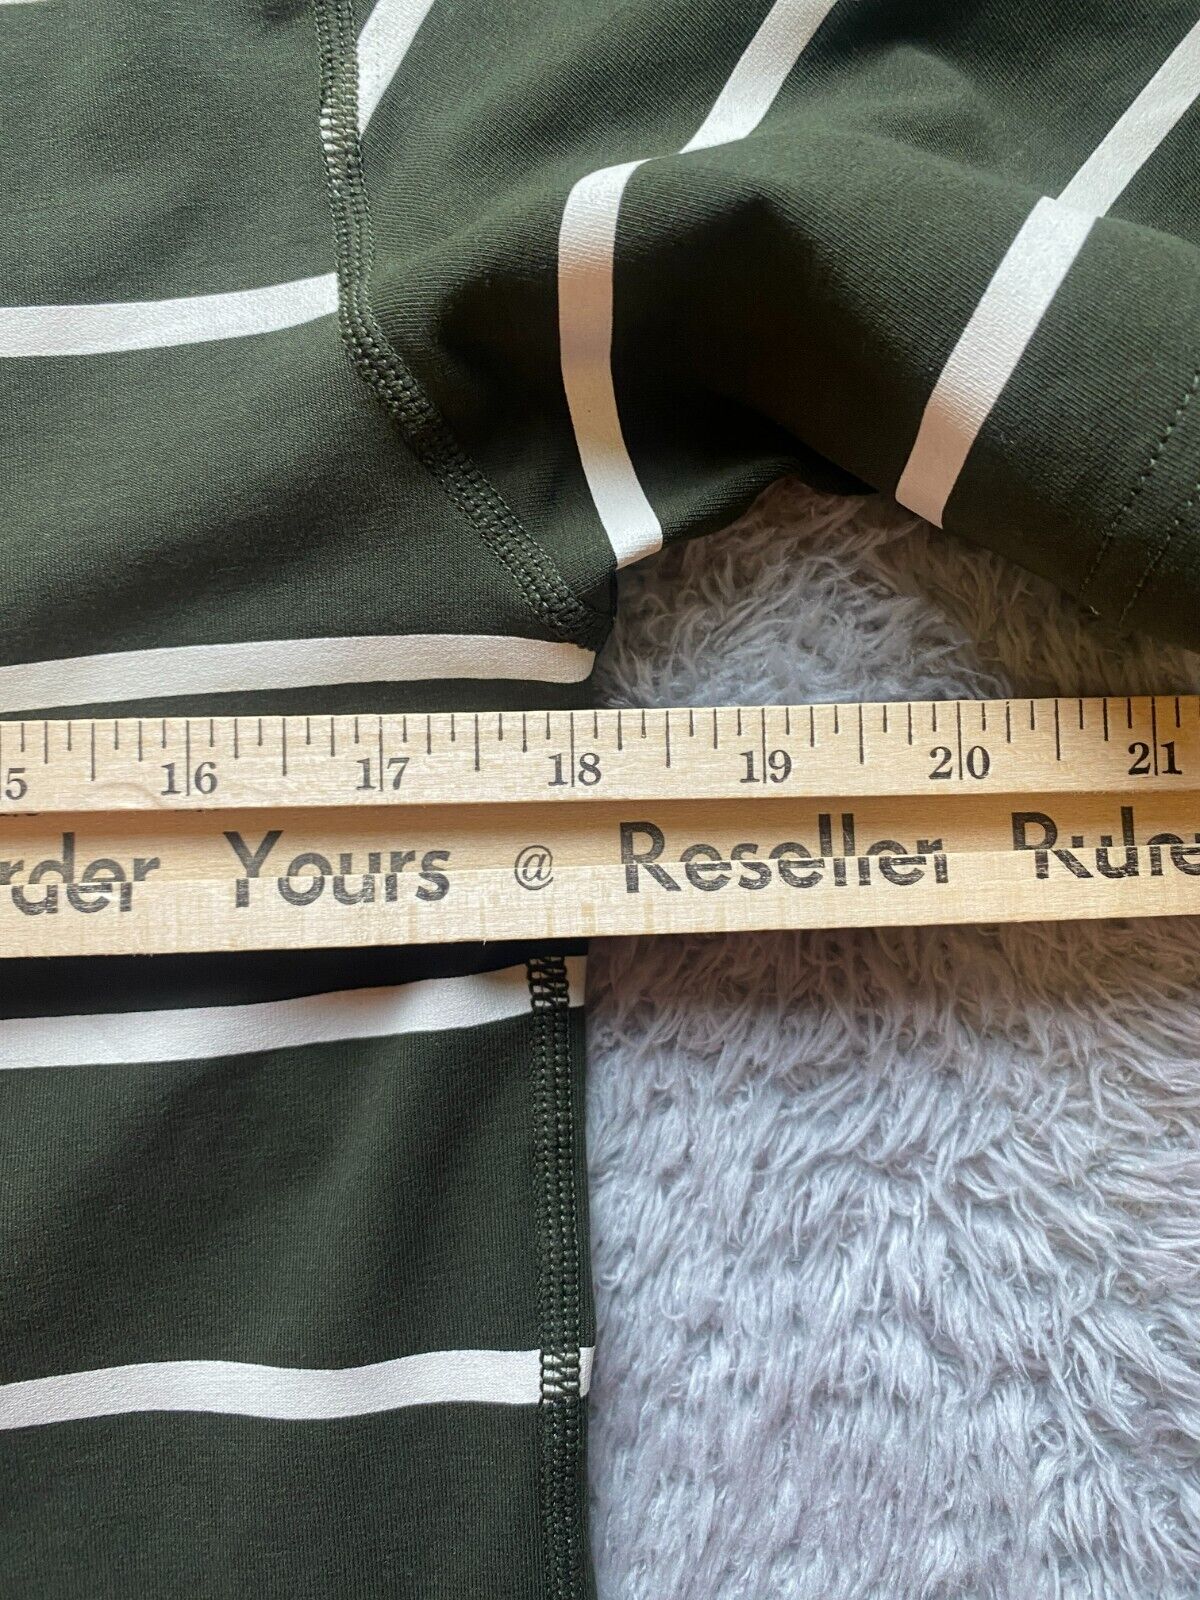 5 16 17 18 19 20 21
rder Yours @ Reseller Rule